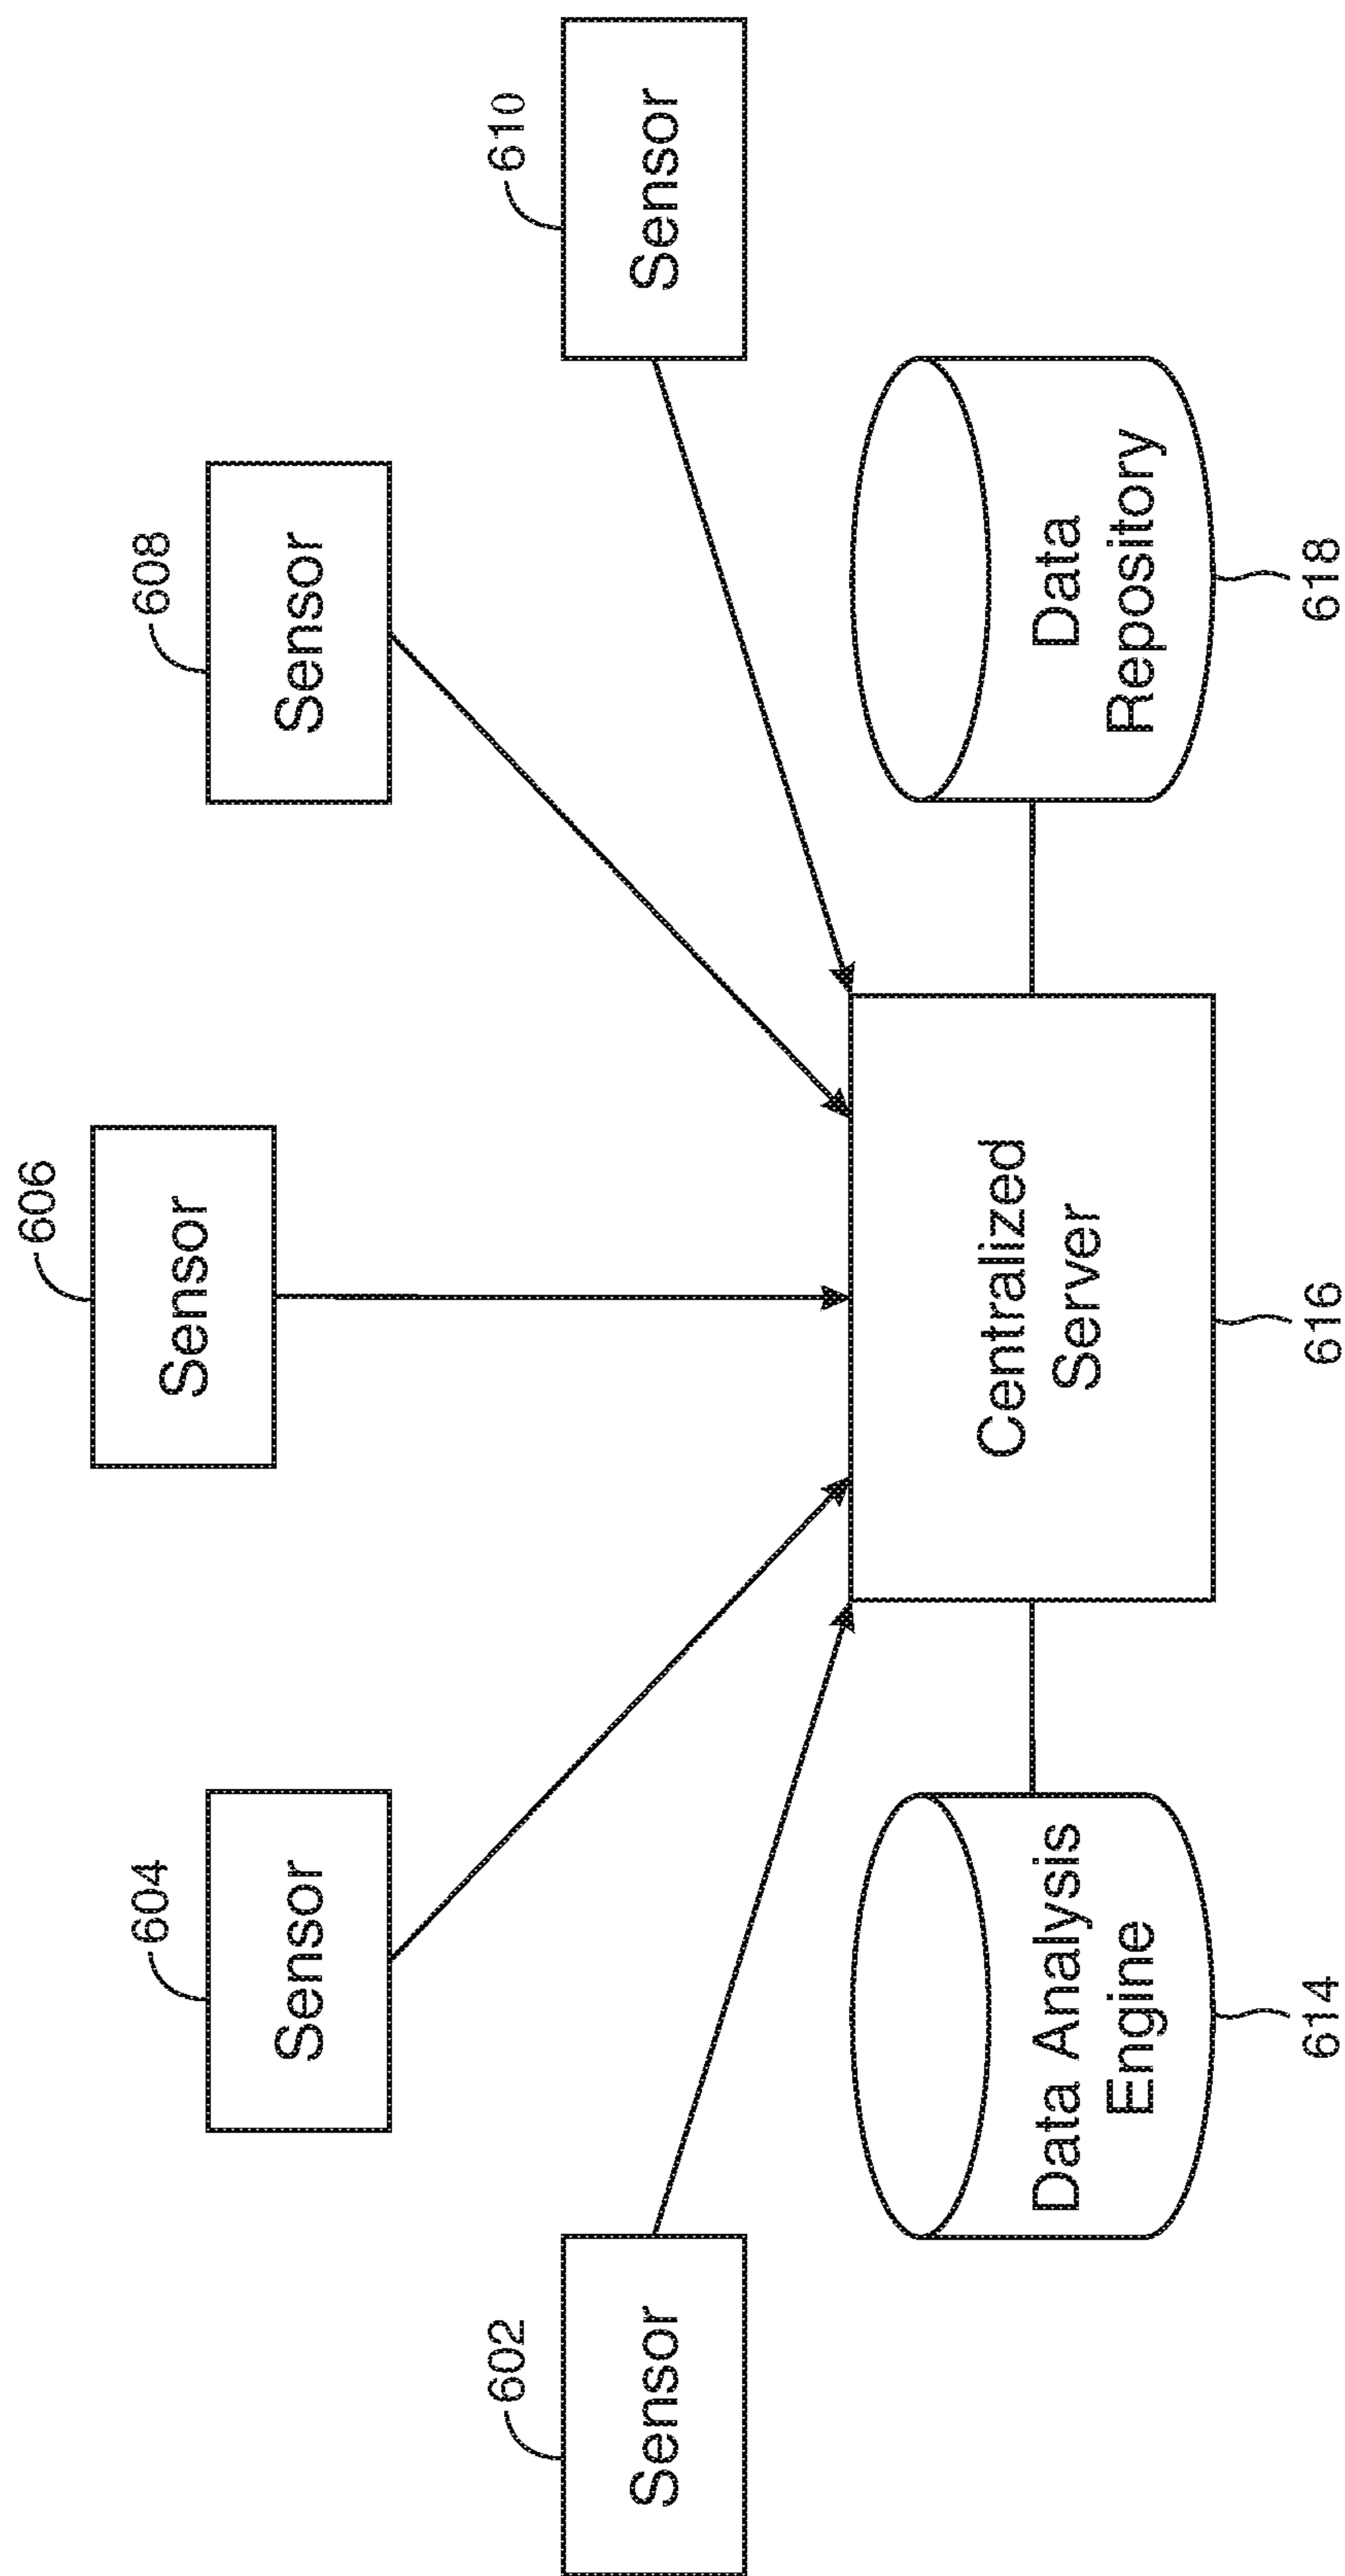 606
Sensor
604
Sensor
608
Sensor
602
Sensor
610
Sensor
Data Analysis
Engine
614
Centralized
Server
616
Data
Repository
618